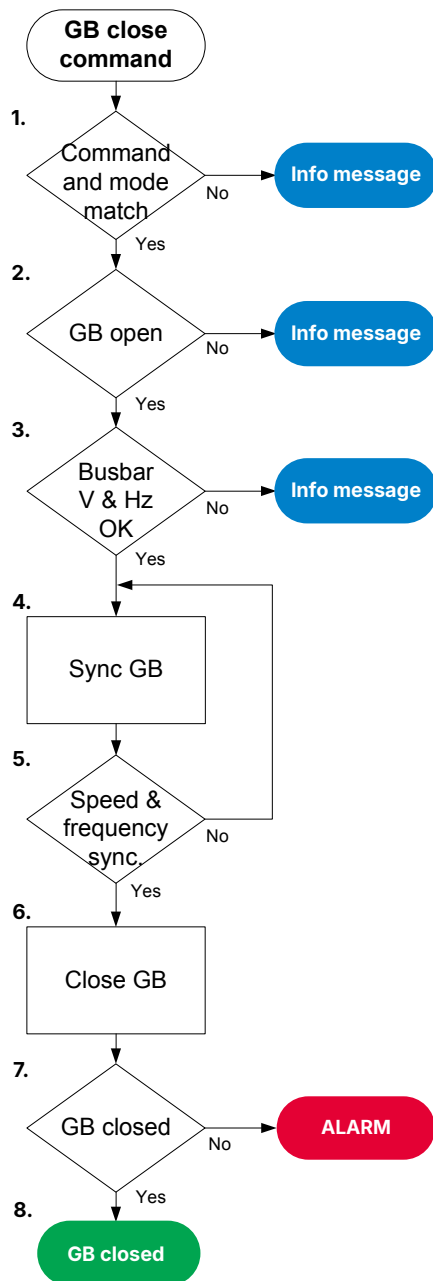 GB close
command
1.
Command
and mode
match
No
Info message
Yes
2.
GB open
No
Info message
Yes
3.
Busbar
V & Hz
OK
No
Info message
Yes
4.
Sync GB
5.
Speed &
frequency
sync.
No
Yes
6.
Close GB
7.
GB closed
No
ALARM
Yes
8.
GB closed